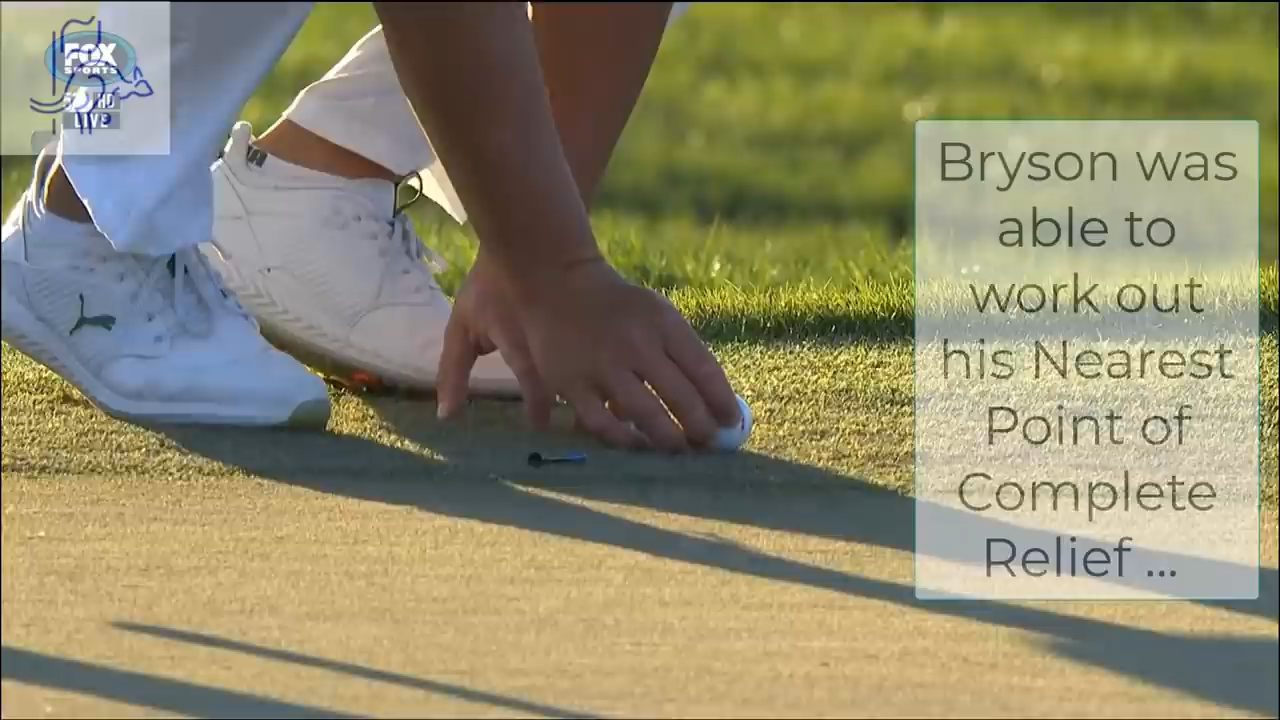 FOX
SPORTS
HD
LIVE
Bryson was
able to
work out
his Nearest
Point of
Complete
Relief ...